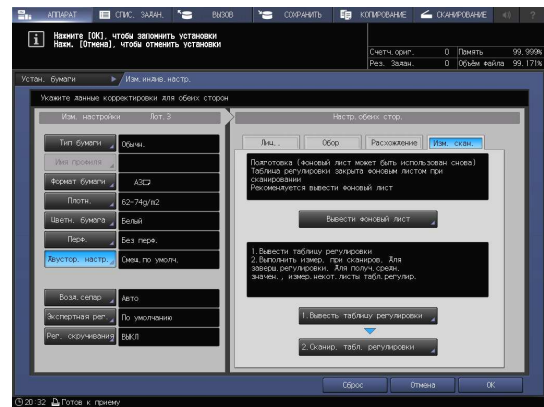 АППАРАТ
СПИС. ЗАДАН.
ВЫЗОВ
СОХРАНИТЬ
КОПИРОВАНИЕ
СКАНИРОВАНИЕ
Нажмите [OK], чтобы запомнить установки
Нажм. [Отмена], чтобы отменить установки
Счетч.ориг. 0 Память 99.999%
Рез. Задан. 0 Объём файла 99.171%
Устан. бумаги
Изм.индив.настр.
Укажите данные корректировки для обеих сторон
Изм. настройки Лот.3
Настр. обеих стор.
Тип бумаги Обычн.
Имя профиля
Формат бумаги A3
Плотн. 62-74g/m2
Цветн. бумага Белый
Перф. Без перф.
Двустор. настр. Смещ.по умолч.
Возд.сепар Авто
Экспертная рег. По умолчанию
Рег. скручивания ВЫКЛ
Лиц..
Обор
Расхождение
Изм. скан.
Подготовка (фоновый лист может быть использован снова)
Таблица регулировки закрыта фоновым листом при
сканировании
Рекомендуется вывести фоновый лист
Вывести фоновый лист
1.Вывести таблицу регулировки
2.Выполнить измер. при сканиров. Для
заверш.регулировки. Для получ.средн.
значен., измер.некот.листы табл.регулир.
1.Вывесть таблицу регулировки
2.Сканир. табл. регулировки
Сброс
Отмена
OK
20:32 Готов к приему